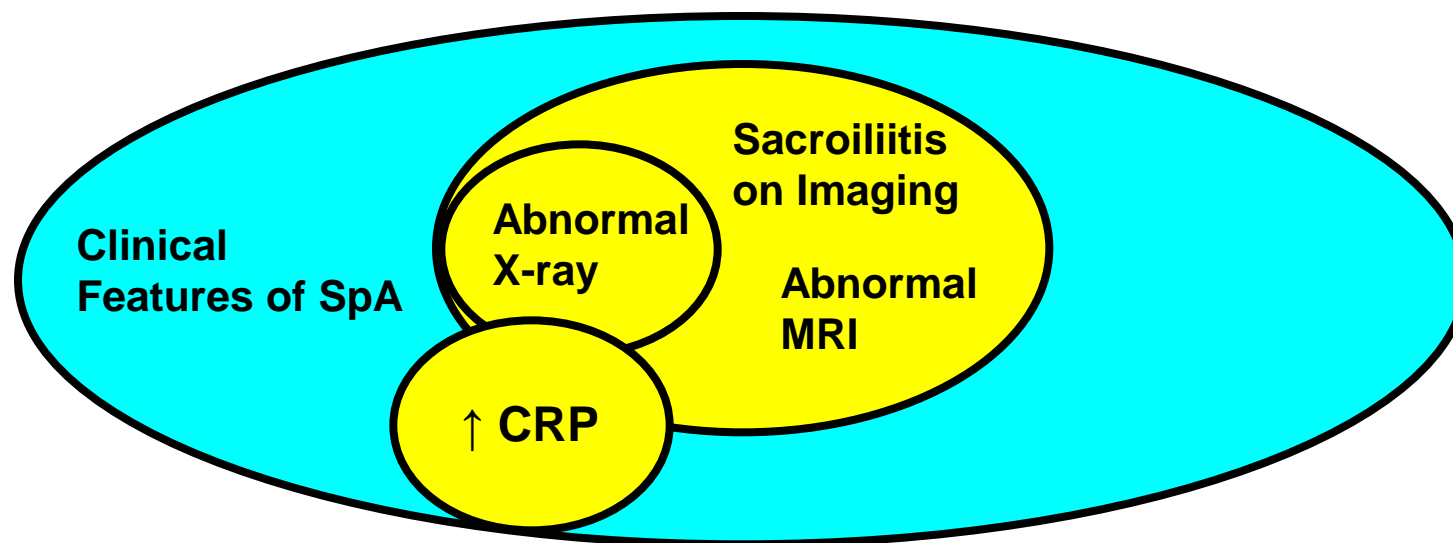 Clinical
Features of SpA
Abnormal
X-ray
Sacroiliitis
on Imaging
Abnormal
MRI
↑ CRP